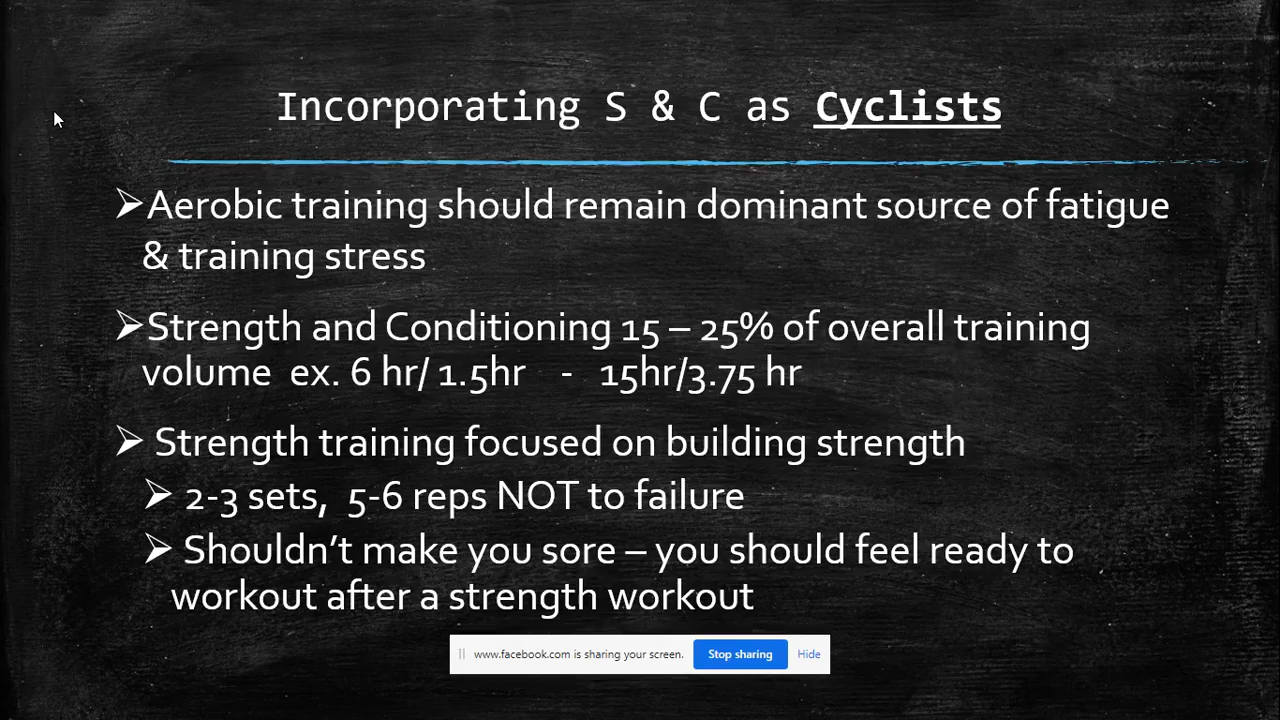 Incorporating S & C as Cyclists
➢Aerobic training should remain dominant source of fatigue
& training stress
➢Strength and Conditioning 15 – 25% of overall training
volume ex. 6 hr/ 1.5hr - 15hr/3.75 hr
➢ Strength training focused on building strength
➢ 2-3 sets, 5-6 reps NOT to failure
➢ Shouldn't make you sore – you should feel ready to
workout after a strength workout
www.facebook.com is sharing your screen. Stop sharing Hide